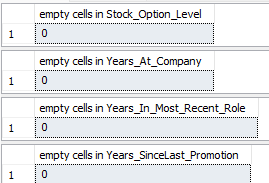 empty cells in Stock_Option_Level
1 0
empty cells in Years_At_Company
1 0
empty cells in Years_In_Most_Recent_Role
1 0
empty cells in Years_SinceLast_Promotion
1 0